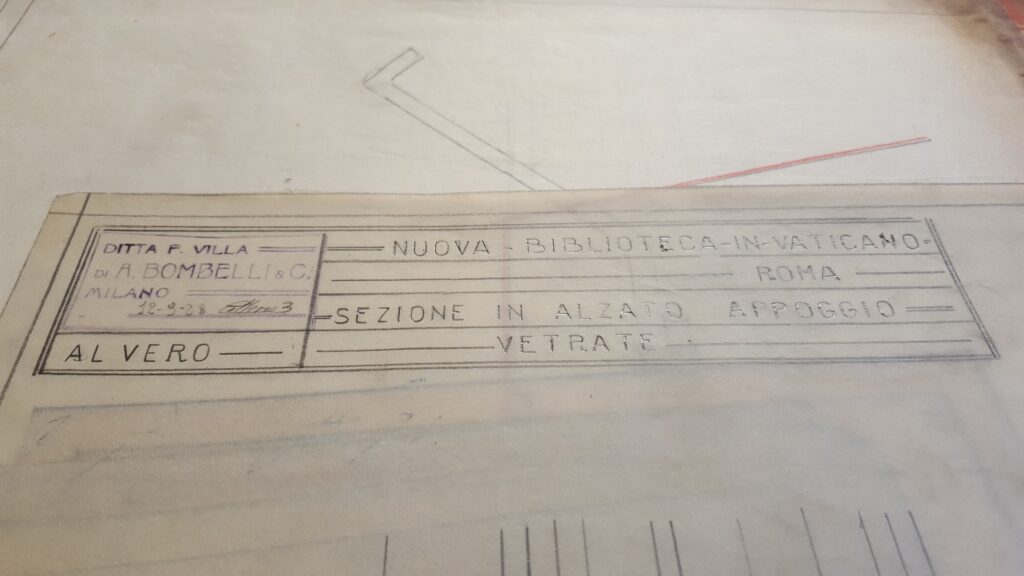 DITTA F. VILLA
DI A. BOMBELLI & C.
MILANO
12-9-28
AL VERO
NUOVA - BIBLIOTECA - IN - VATICANO -
ROMA
SEZIONE IN ALZATO APPOGGIO
VETRATE